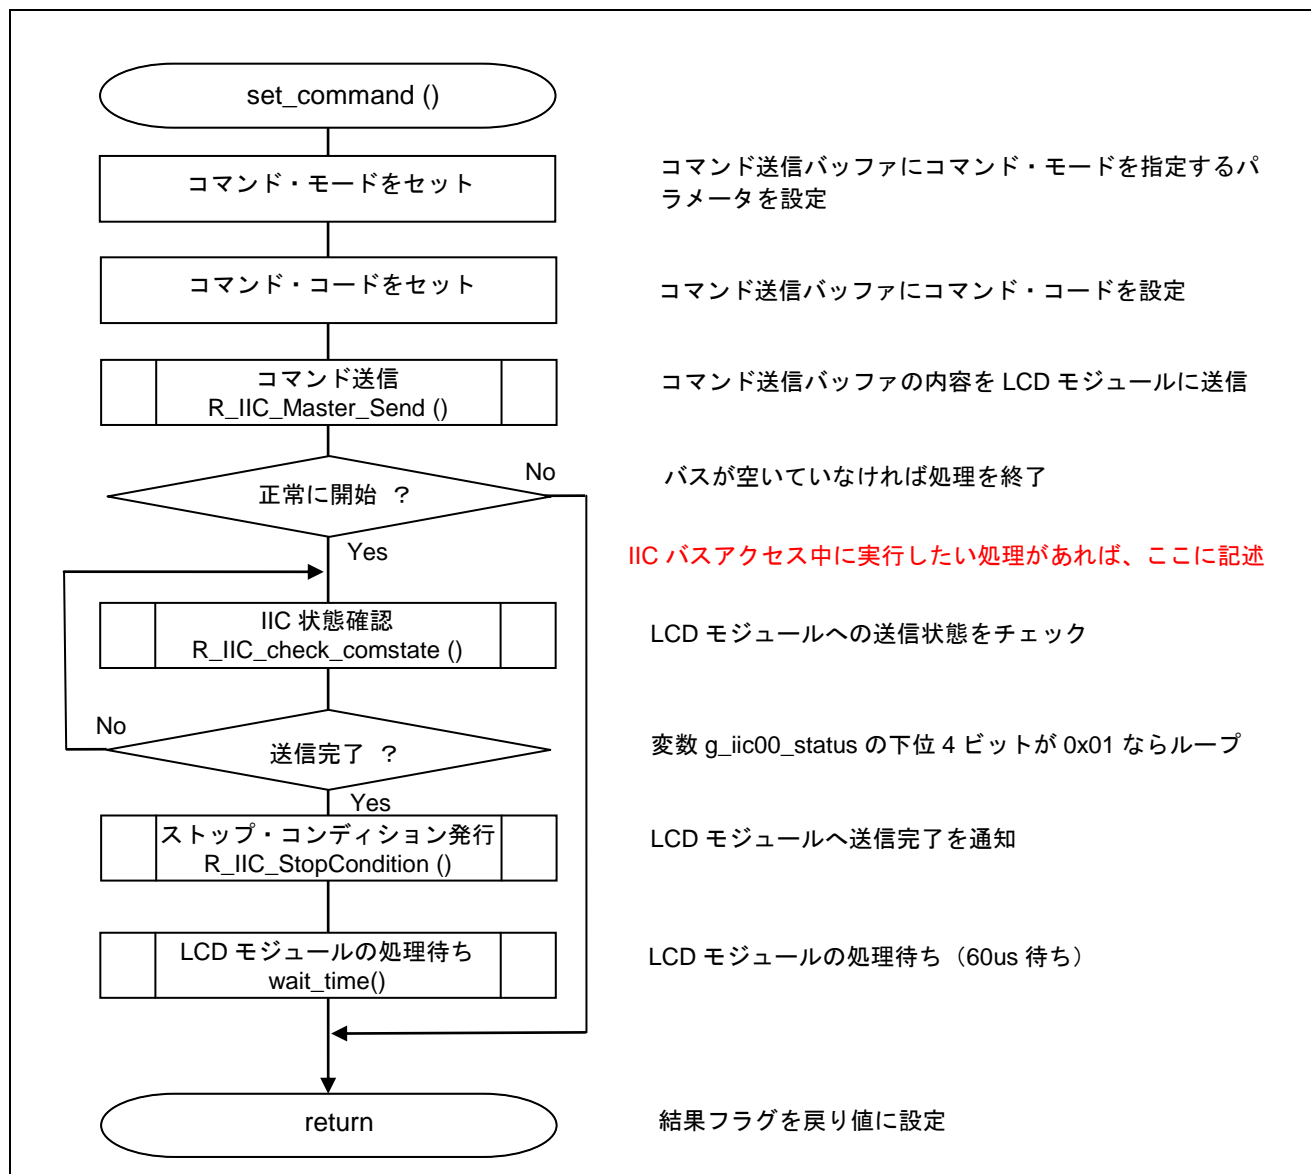 set_command ()
コマンド・モードをセット
コマンド送信バッファにコマンド・モードを指定するパ
ラメータを設定
コマンド・コードをセット
コマンド送信バッファにコマンド・コードを設定
コマンド送信
R_IIC_Master_Send ()
コマンド送信バッファの内容を LCD モジュールに送信
No
正常に開始 ？
バスが空いていなければ処理を終了
Yes
IIC バスアクセス中に実行したい処理があれば、ここに記述
IIC 状態確認
R_IIC_check_comstate ()
LCD モジュールへの送信状態をチェック
No
送信完了 ？
変数 g_iic00_status の下位 4 ビットが 0x01 ならループ
Yes
ストップ・コンディション発行
R_IIC_StopCondition ()
LCD モジュールへ送信完了を通知
LCD モジュールの処理待ち
wait_time()
LCD モジュールの処理待ち（60us 待ち）
return
結果フラグを戻り値に設定